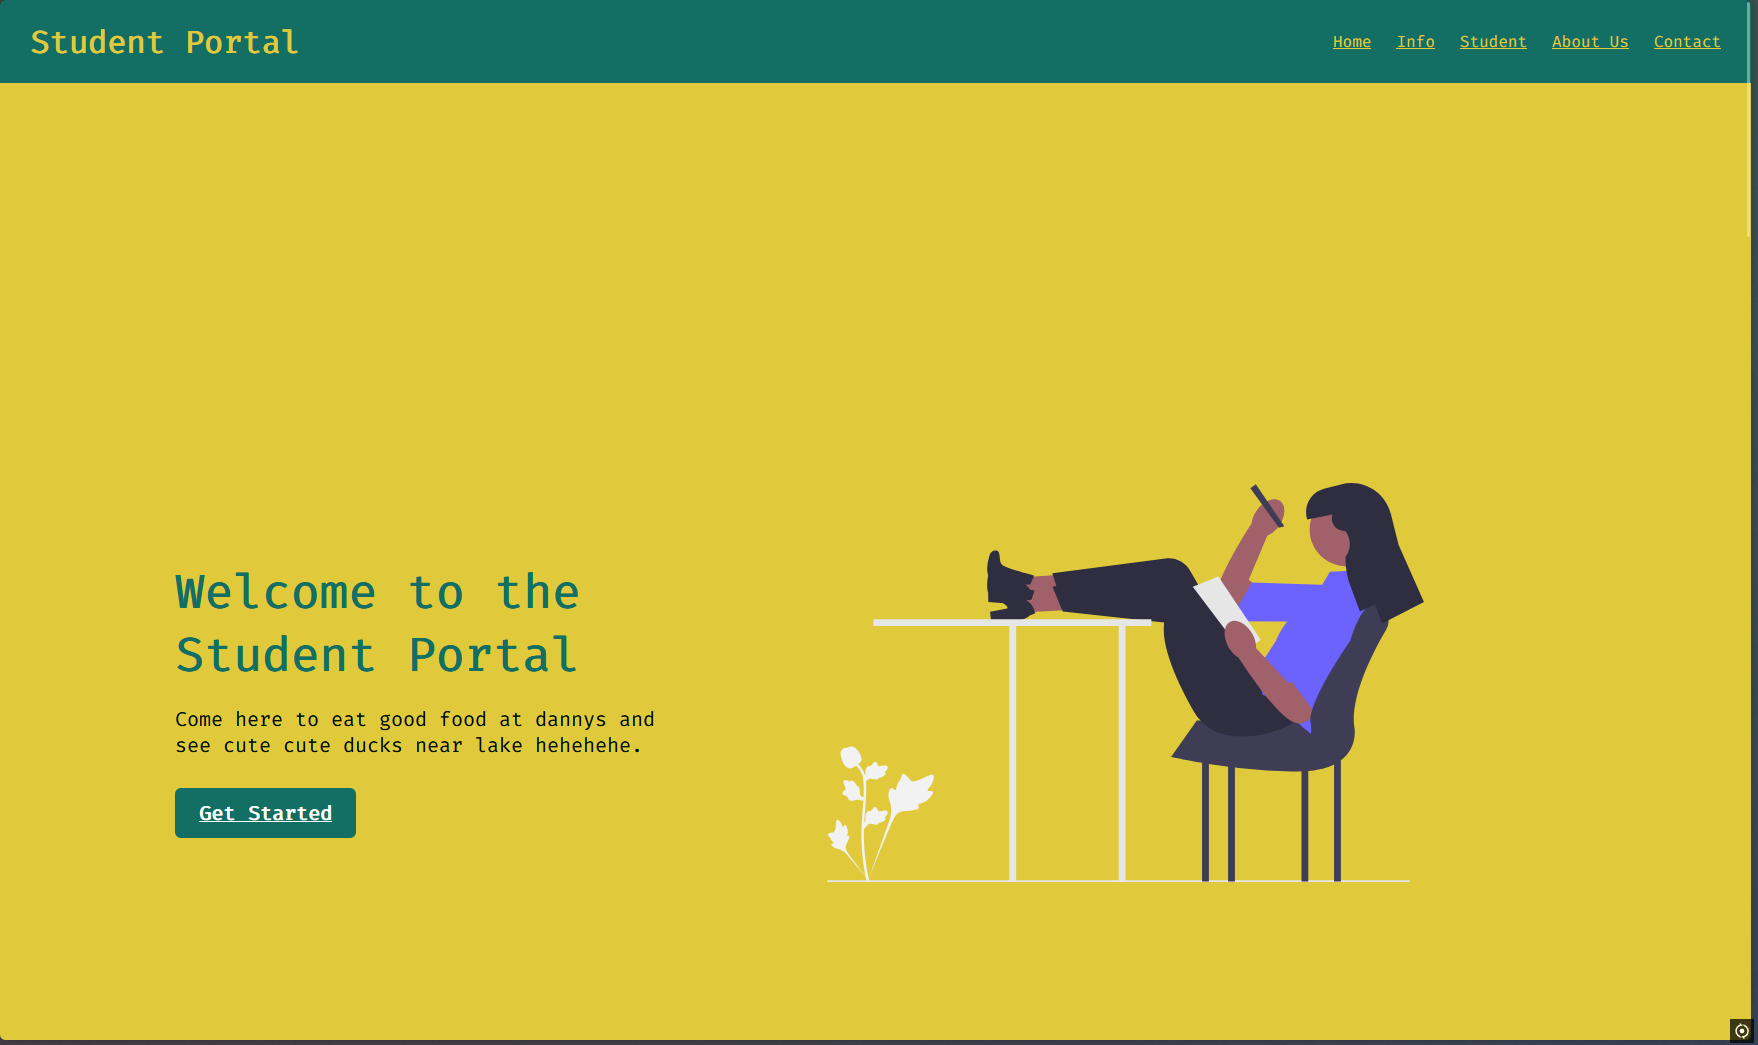 Student Portal
Home Info Student About Us Contact
Welcome to the
Student Portal
Come here to eat good food at dannys and
see cute cute ducks near lake hehehehe.
Get Started